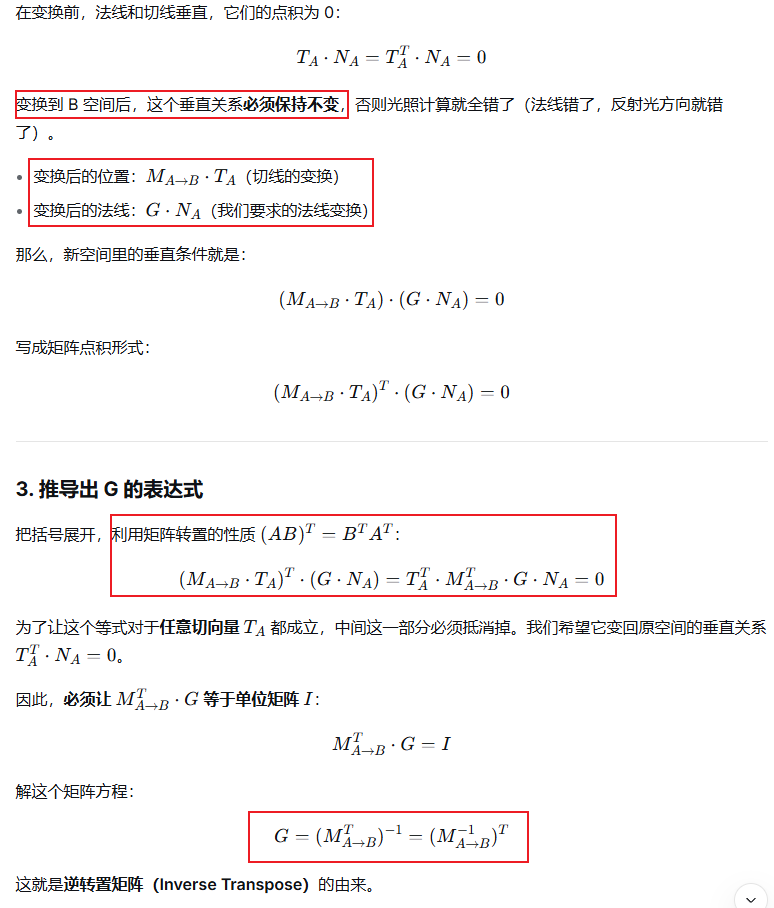 在变换前，法线和切线垂直，它们的点积为 0：
T_A · N_A = T_A^T · N_A = 0
变换到 B 空间后，这个垂直关系必须保持不变，否则光照计算就全错了（法线错了，反射光方向就错
了）。
• 变换后的位置：M_{A→B} · T_A（切线的变换）
• 变换后的法线：G · N_A（我们要求的法线变换）
那么，新空间里的垂直条件就是：
(M_{A→B} · T_A) · (G · N_A) = 0
写成矩阵点积形式：
(M_{A→B} · T_A)^T · (G · N_A) = 0
3. 推导出 G 的表达式
把括号展开，利用矩阵转置的性质 (AB)^T = B^T A^T：
(M_{A→B} · T_A)^T · (G · N_A) = T_A^T · M_{A→B}^T · G · N_A = 0
为了让这个等式对于任意切向量 T_A 都成立，中间这一部分必须抵消掉。我们希望它变回原空间的垂直关系
T_A^T · N_A = 0。
因此，必须让 M_{A→B}^T · G 等于单位矩阵 I：
M_{A→B}^T · G = I
解这个矩阵方程：
G = (M_{A→B}^T)^{-1} = (M_{A→B}^{-1})^T
这就是逆转置矩阵（Inverse Transpose）的由来。